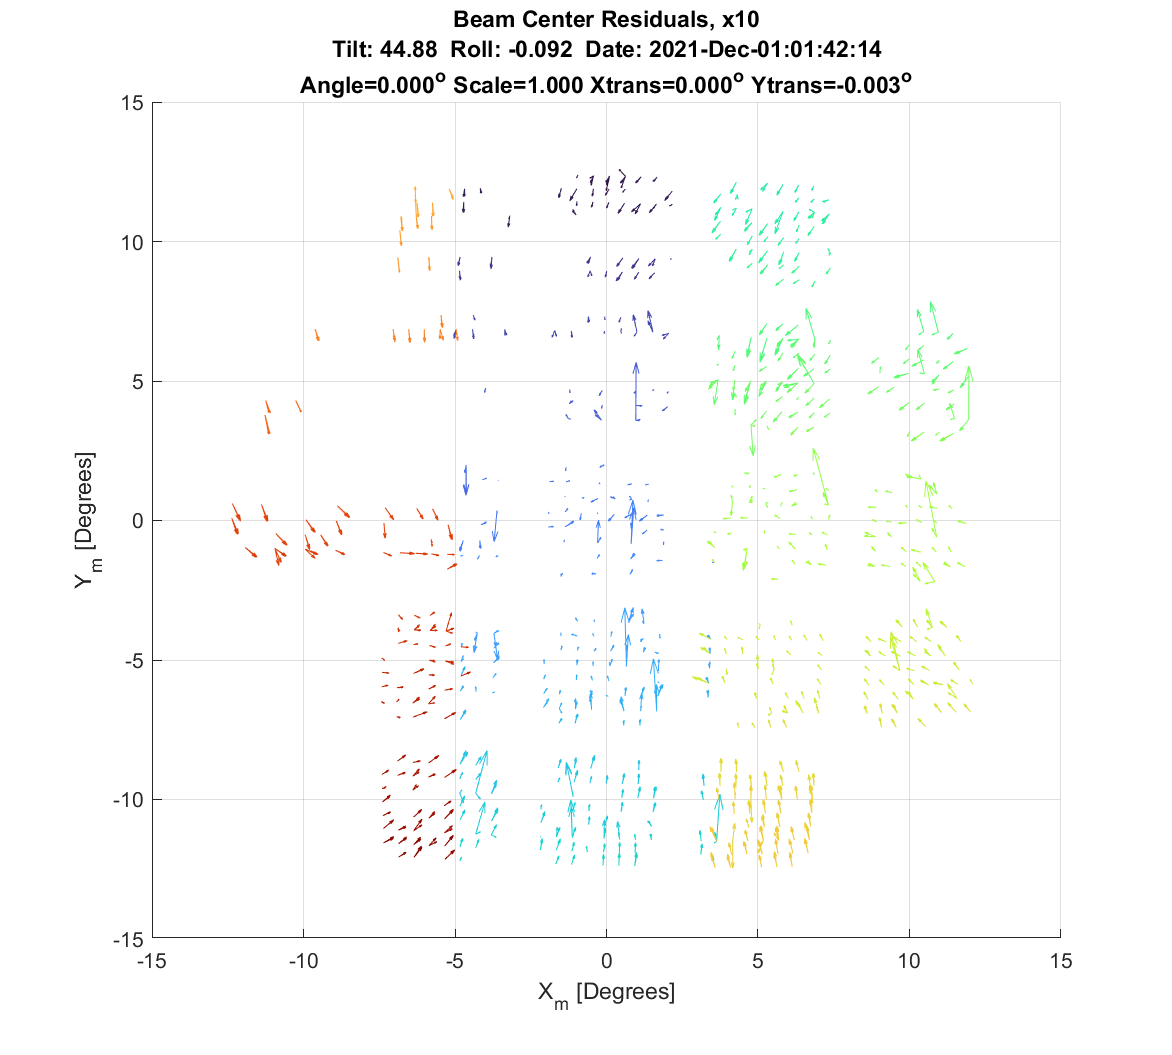 Beam Center Residuals, x10
Tilt: 44.88 Roll: -0.092 Date: 2021-Dec-01:01:42:14
Angle=0.000° Scale=1.000 Xtrans=0.000° Ytrans=-0.003°
15
10
5
0
-5
-10
-15
Y_m [Degrees]
-15 -10 -5 0 5 10 15
X_m [Degrees]